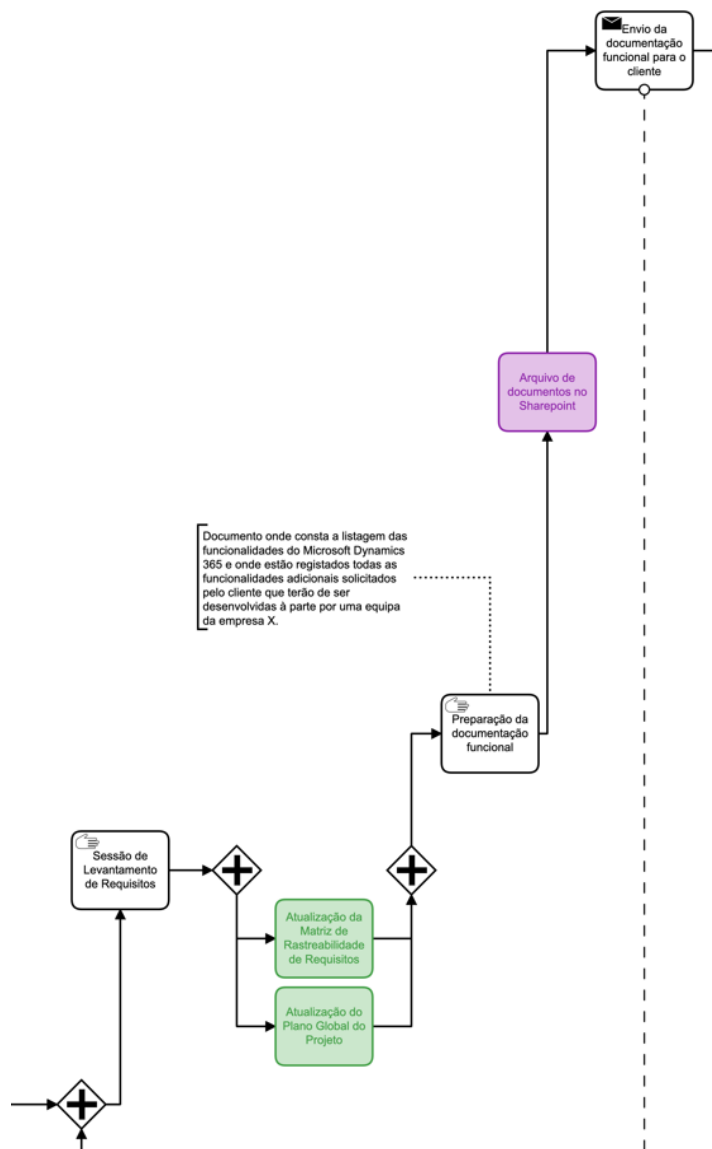 Envio da
documentação
funcional para o
cliente
Arquivo de
documentos no
Sharepoint
Documento onde consta a listagem das
funcionalidades do Microsoft Dynamics
365 e onde estão registados todas as
funcionalidades adicionais solicitados
pelo cliente que terão de ser
desenvolvidas à parte por uma equipa
da empresa X.
Preparação da
documentação
funcional
Sessão de
Levantamento
de Requisitos
Atualização da
Matriz de
Rastreabilidade
de Requisitos
Atualização do
Plano Global do
Projeto